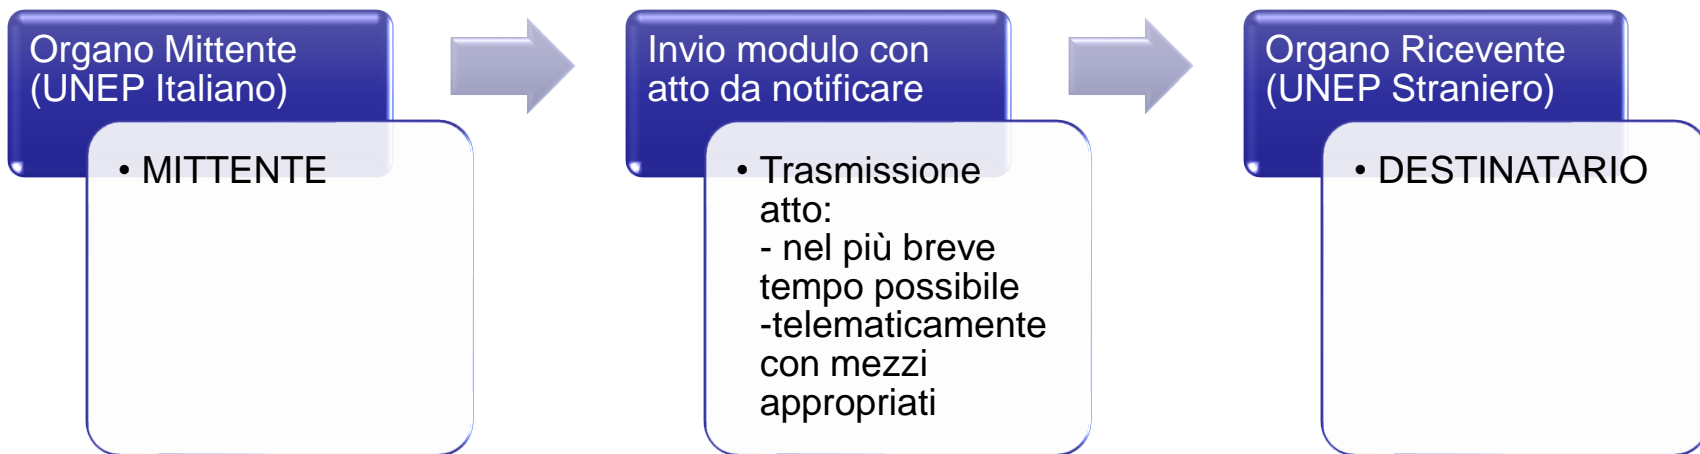 Organo Mittente
(UNEP Italiano)
• MITTENTE
Invio modulo con
atto da notificare
• Trasmissione
atto:
- nel più breve
tempo possibile
-telematicamente
con mezzi
appropriati
Organo Ricevente
(UNEP Straniero)
• DESTINATARIO